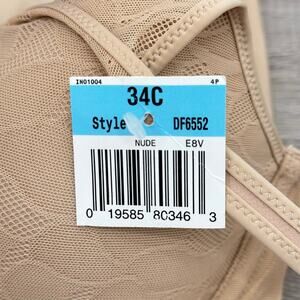 IN01004 4P
34C
Style DF6552
NUDE E8V
0 19585 80346 3